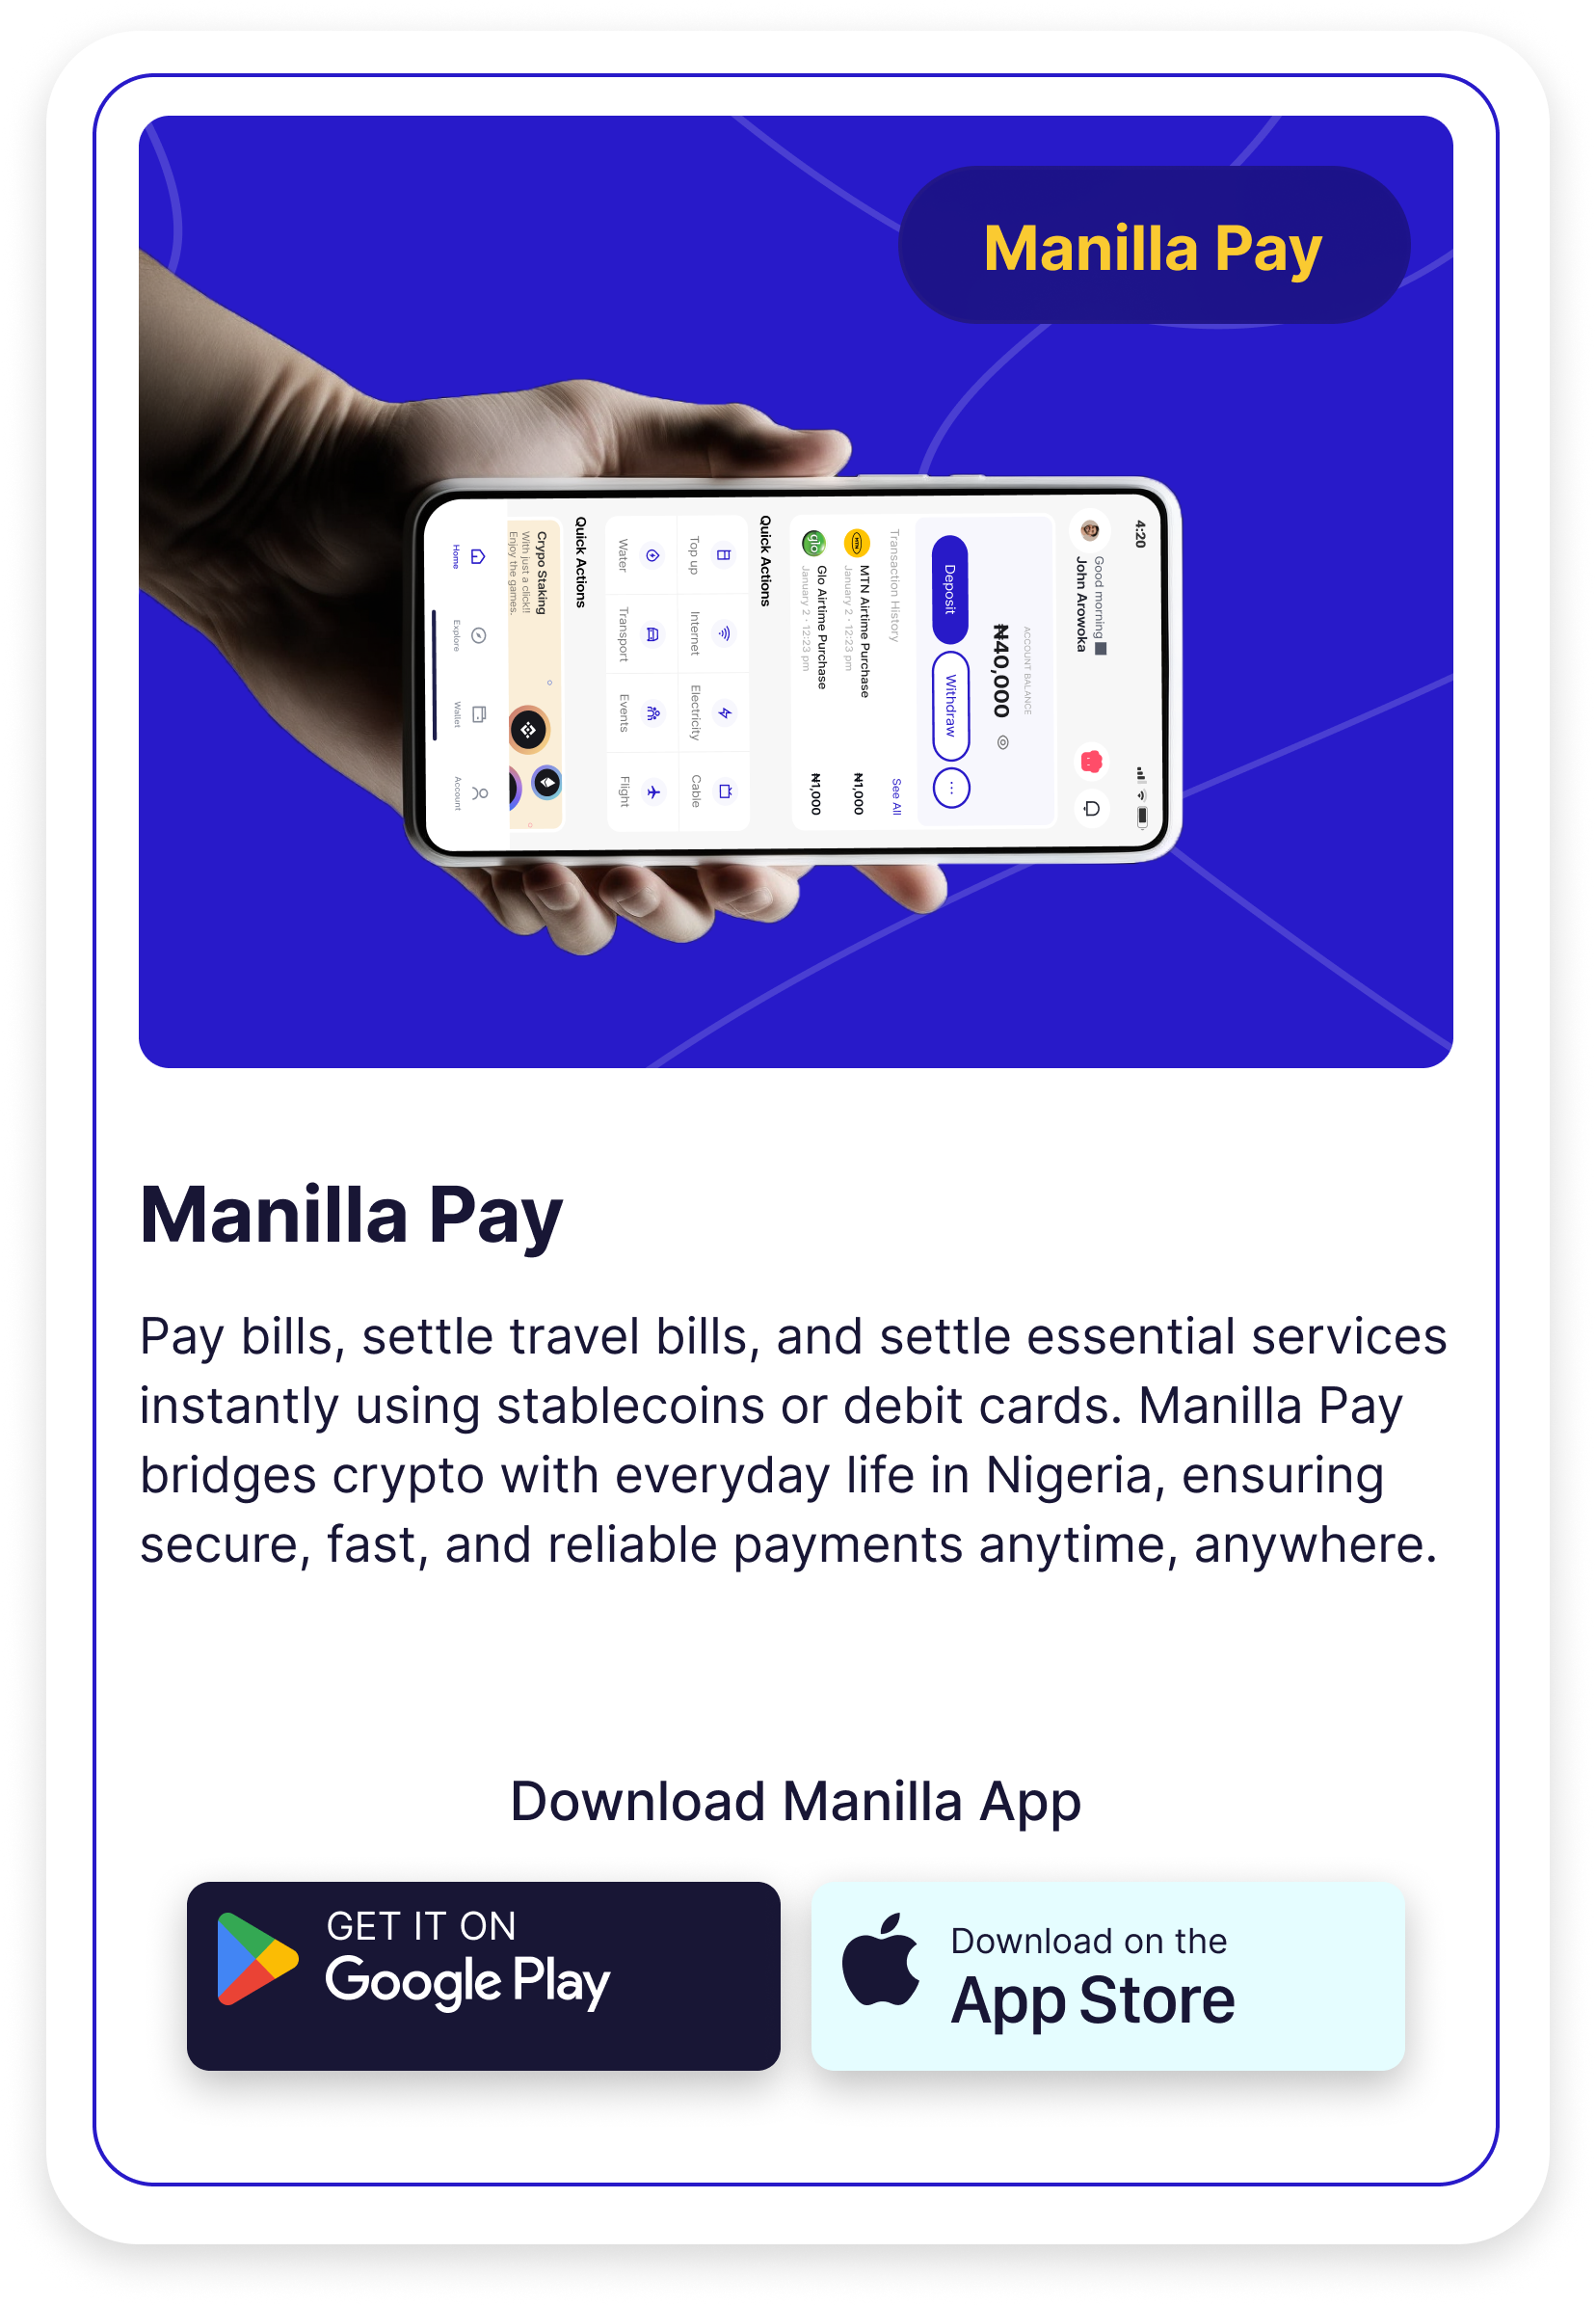 Manilla Pay
4:20
Good morning
John Arowoka
ACCOUNT BALANCE
₦40,000
Deposit
Withdraw
...
Transaction History
See All
MTN Airtime Purchase
₦1,000
January 2 • 12:23 pm
glo
Glo Airtime Purchase
₦1,000
January 2 • 12:23 pm
Quick Actions
Top up
Internet
Electricity
Cable
Water
Transport
Events
Flight
Quick Actions
Crypo Staking
With just a click!!
Enjoy the games.
Home
Explore
Wallet
Account
Manilla Pay
Pay bills, settle travel bills, and settle essential services
instantly using stablecoins or debit cards. Manilla Pay
bridges crypto with everyday life in Nigeria, ensuring
secure, fast, and reliable payments anytime, anywhere.
Download Manilla App
GET IT ON
Google Play
Download on the
App Store